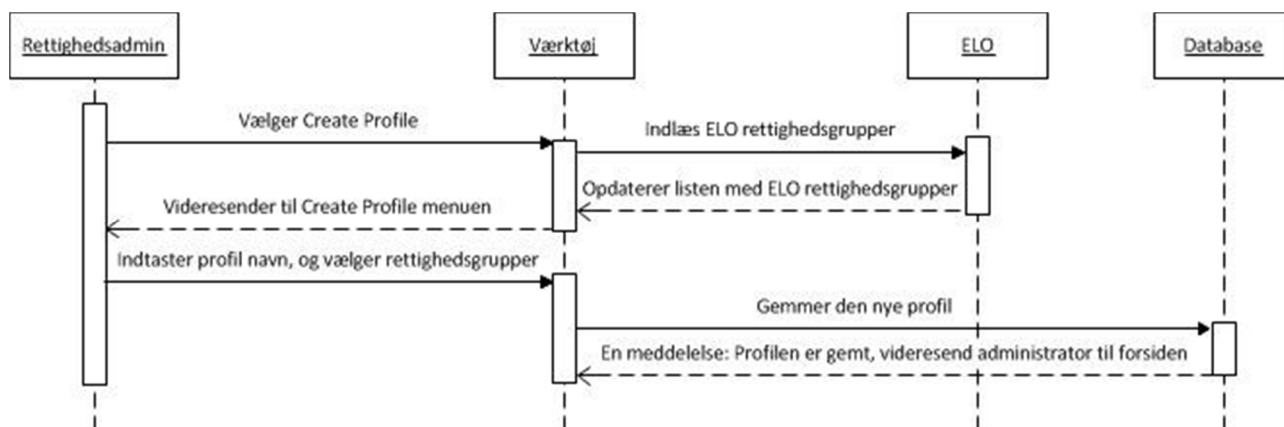 Rettighedsadmin
Værktøj
ELO
Database
Vælger Create Profile
Indlæs ELO rettighedsgrupper
Opdaterer listen med ELO rettighedsgrupper
Videresender til Create Profile menuen
Indtaster profil navn, og vælger rettighedsgrupper
Gemmer den nye profil
En meddelelse: Profilen er gemt, videresend administrator til forsiden